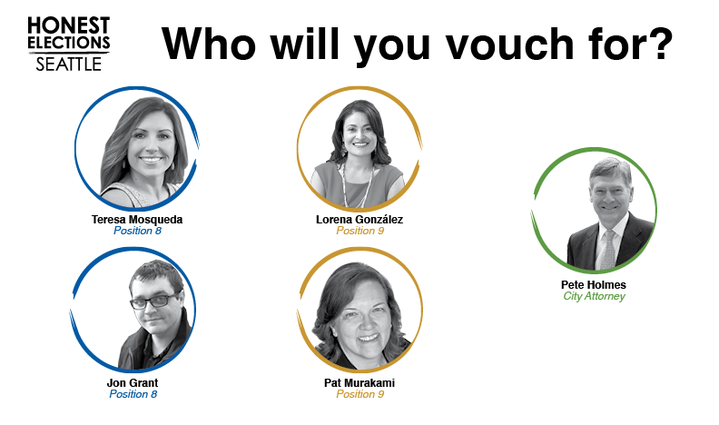 HONEST
ELECTIONS
SEATTLE
Who will you vouch for?
Teresa Mosqueda
Position 8
Lorena González
Position 9
Pete Holmes
City Attorney
Jon Grant
Position 8
Pat Murakami
Position 9